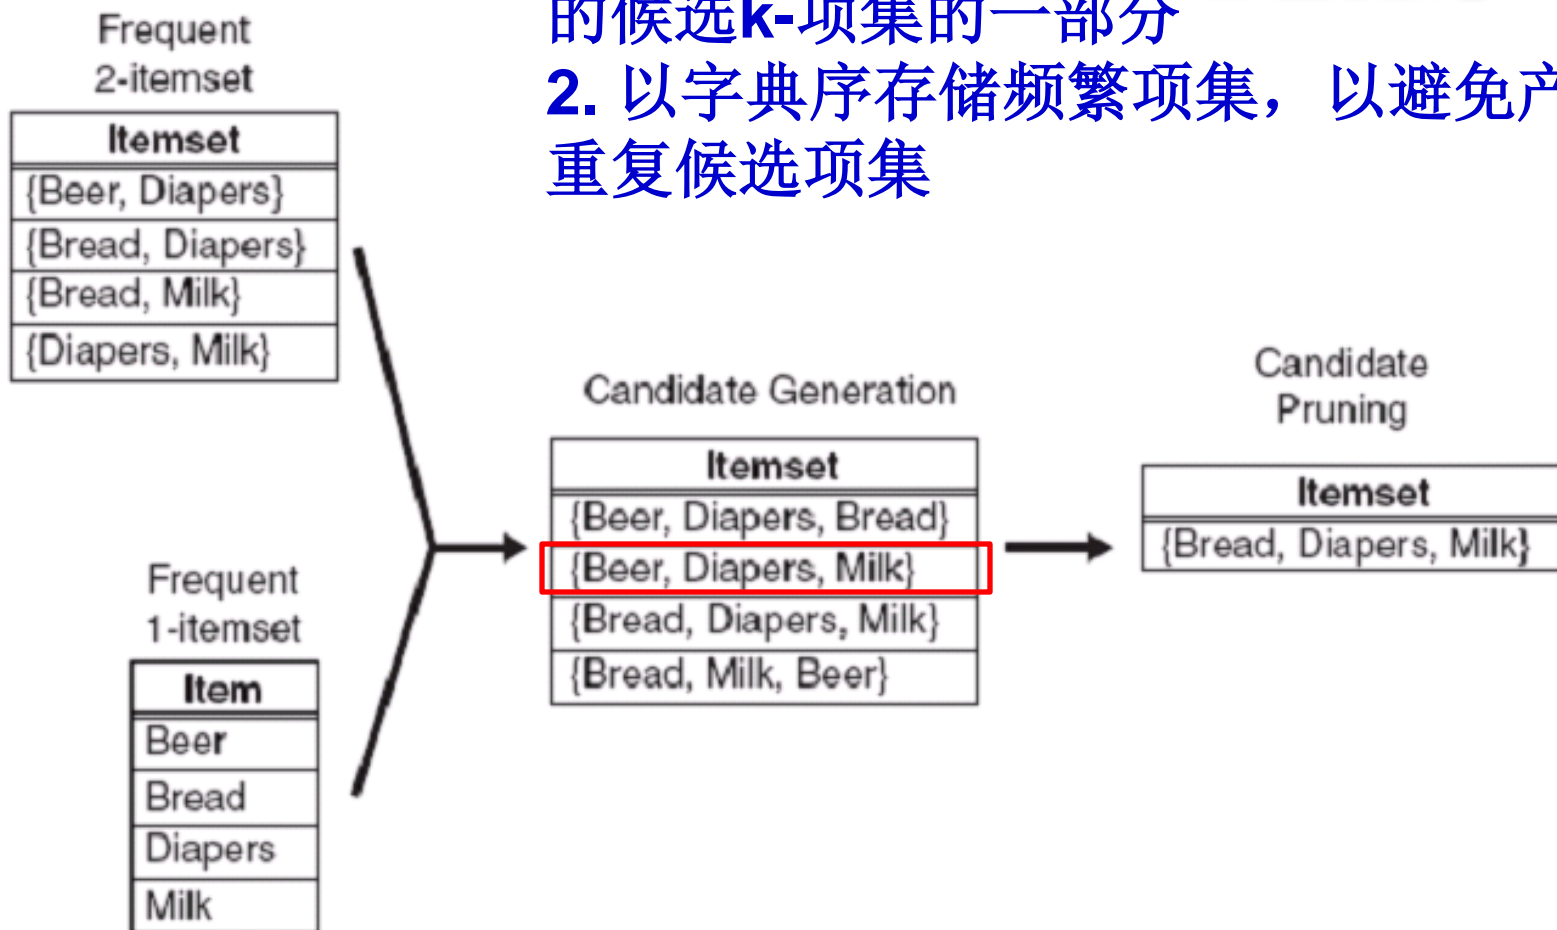 的候选k-项集的一部分
2. 以字典序存储频繁项集，以避免产
重复候选项集
Frequent
2-itemset
Itemset
{Beer, Diapers}
{Bread, Diapers}
{Bread, Milk}
{Diapers, Milk}
Frequent
1-itemset
Item
Beer
Bread
Diapers
Milk
Candidate Generation
Itemset
{Beer, Diapers, Bread}
{Beer, Diapers, Milk}
{Bread, Diapers, Milk}
{Bread, Milk, Beer}
Candidate
Pruning
Itemset
{Bread, Diapers, Milk}